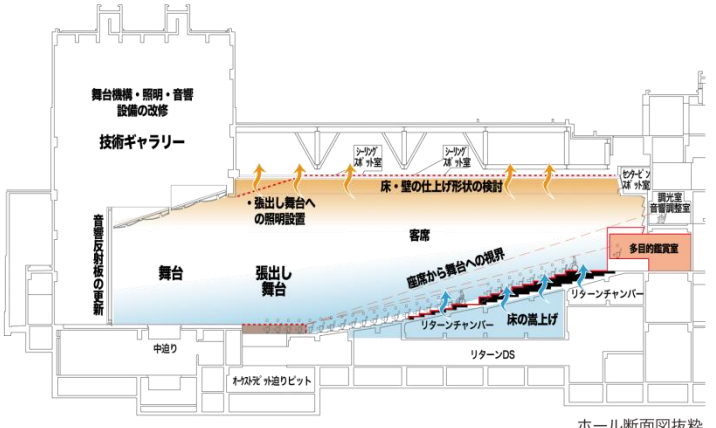 舞台機構・照明・音響
設備の改修
技術ギャラリー
シーリング
スポット室
シーリング
スポット室
センターピン
スポット室
調光室
音響調整室
床・壁の仕上げ形状の検討
・張出し舞台へ
の照明設置
客席
多目的鑑賞室
音響反射板の更新
舞台
張出し
舞台
座席から舞台への視界
リターンチャンバー
リターンチャンバー
床の嵩上げ
中迫り
リターンDS
オーケストラピット迫りピット
ホール断面図抜粋